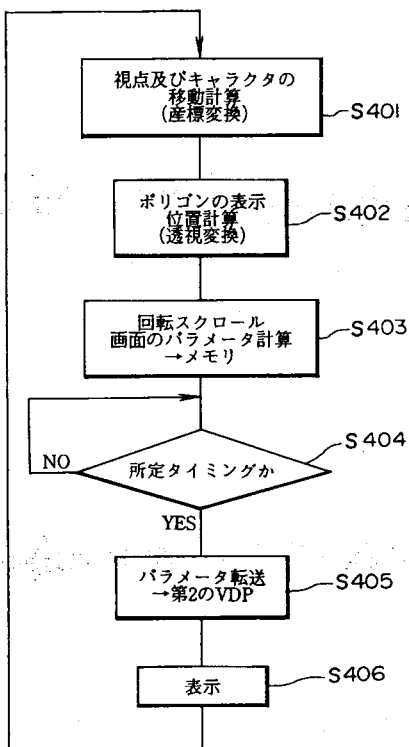 視点及びキャラクタの
移動計算
(産標変換)
S401
ポリゴンの表示
位置計算
(透視変換)
S402
回転スクロール
画面のパラメータ計算
→メモリ
S403
所定タイミングか
S404
NO
YES
パラメータ転送
→第2のVDP
S405
表示
S406